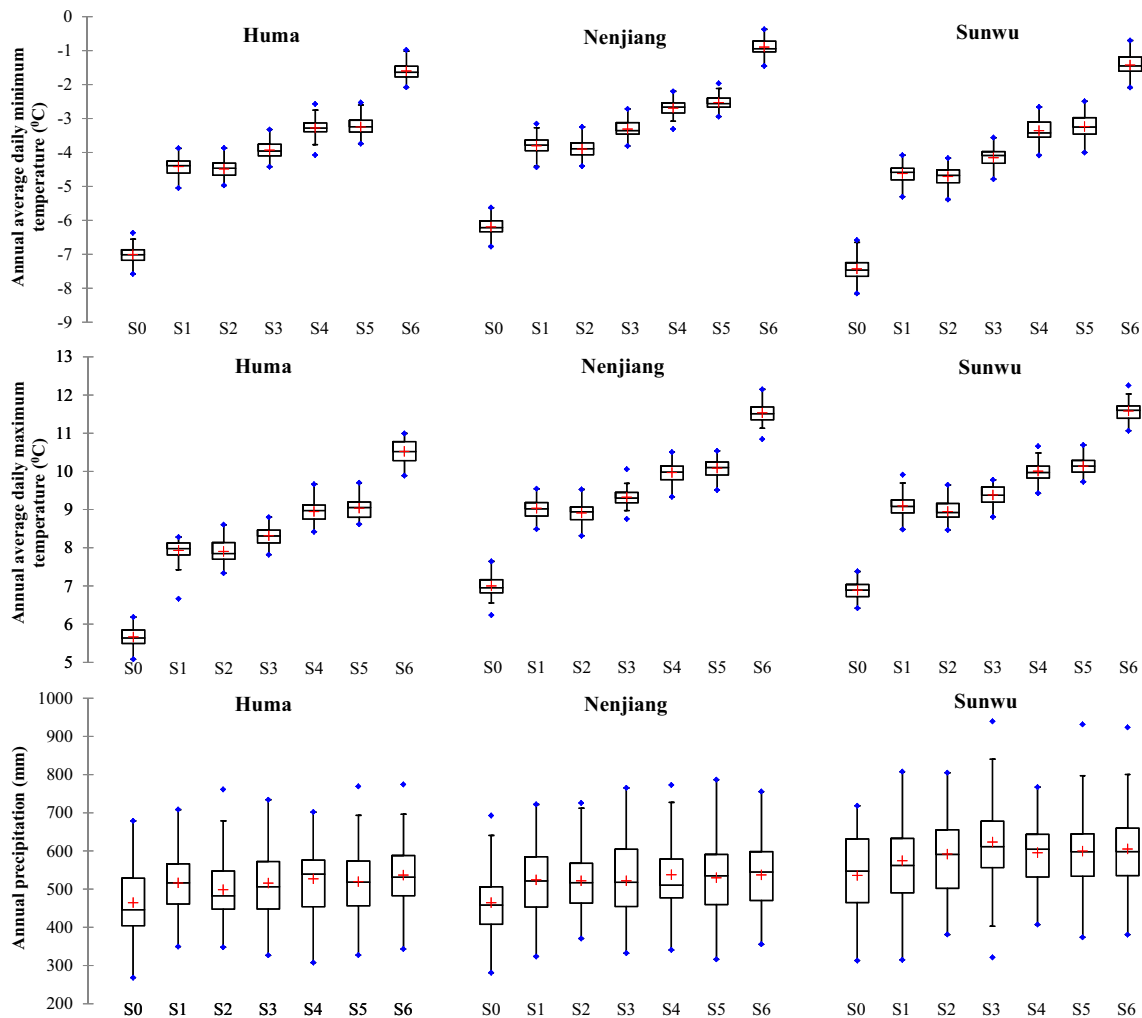 Annual average daily minimum
temperature (⁰C)
0
-1
-2
-3
-4
-5
-6
-7
-8
-9
Huma
Nenjiang
Sunwu
S0 S1 S2 S3 S4 S5 S6 S0 S1 S2 S3 S4 S5 S6 S0 S1 S2 S3 S4 S5 S6
Annual average daily maximum
temperature (⁰C)
13
12
11
10
9
8
7
6
5
Huma
Nenjiang
Sunwu
S0 S1 S2 S3 S4 S5 S6 S0 S1 S2 S3 S4 S5 S6 S0 S1 S2 S3 S4 S5 S6
Annual precipitation (mm)
1000
900
800
700
600
500
400
300
200
Huma
Nenjiang
Sunwu
S0 S1 S2 S3 S4 S5 S6 S0 S1 S2 S3 S4 S5 S6 S0 S1 S2 S3 S4 S5 S6